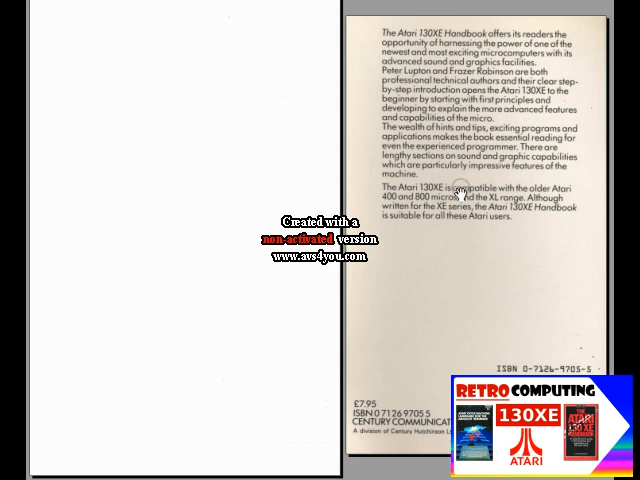 The Atari 130XE Handbook offers its readers the
opportunity of harnessing the power of one of the
newest and most exciting microcomputers with its
advanced sound and graphics facilities.
Peter Lupton and Frazer Robinson are both
professional technical authors and their clear step-
by-step introduction opens the Atari 130XE to the
beginner by starting with first principles and
developing to explain the more advanced features
and capabilities of the micro.
The wealth of hints and tips, exciting programs and
applications makes the book essential reading for
even the experienced programmer. There are
lengthy sections on sound and graphic capabilities
which are particularly impressive features of the
machine.
The Atari 130XE is compatible with the older Atari
400 and 800 micros and the XL range. Although
written for the XE series, the Atari 130XE Handbook
is suitable for all these Atari users.
Created with a
non-activated version
www.avs4you.com
ISBN 0-7126-9705-5
£7.95
ISBN 0 7126 9705 5
CENTURY COMMUNICAT
A division of Century Hutchinson
RETRO COMPUTING
130XE
ATARI
THE
ATARI
130XE
HANDBOOK